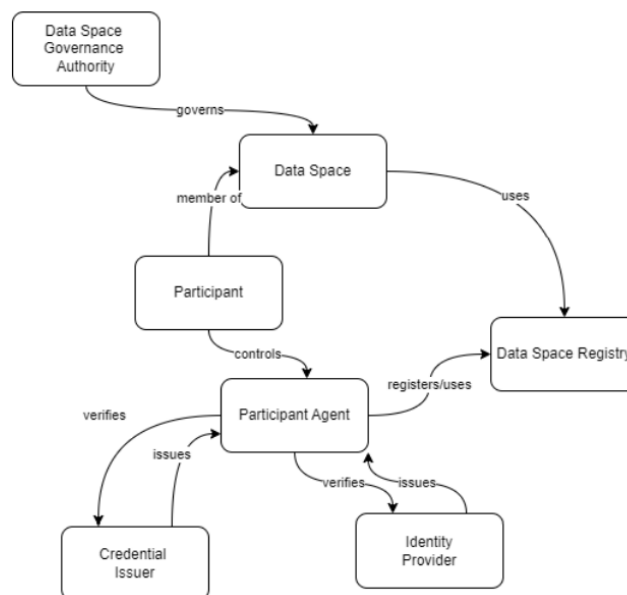 Data Space
Governance
Authority
governs
Data Space
member of
uses
Participant
controls
Data Space Registry
registers/uses
Participant Agent
verifies
issues
verifies
issues
Credential
Issuer
Identity
Provider